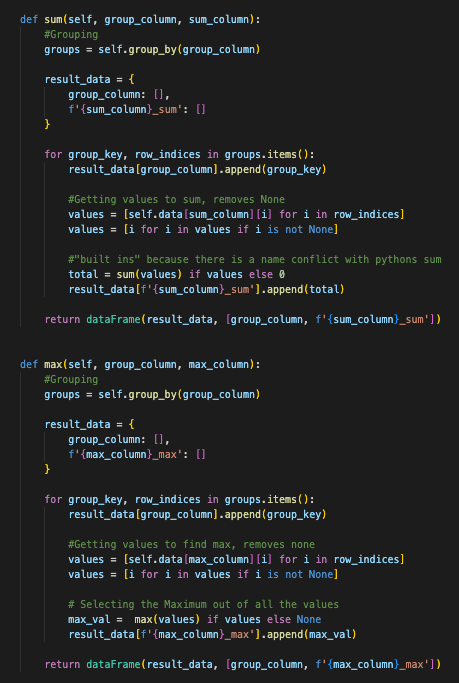 def sum(self, group_column, sum_column):
    #Grouping
    groups = self.group_by(group_column)

    result_data = {
        group_column: [],
        f'{sum_column}_sum': []
    }

    for group_key, row_indices in groups.items():
        result_data[group_column].append(group_key)

        #Getting values to sum, removes None
        values = [self.data[sum_column][i] for i in row_indices]
        values = [i for i in values if i is not None]

        #"built ins" because there is a name conflict with pythons sum
        total = sum(values) if values else 0
        result_data[f'{sum_column}_sum'].append(total)

    return dataFrame(result_data, [group_column, f'{sum_column}_sum'])


def max(self, group_column, max_column):
    #Grouping
    groups = self.group_by(group_column)

    result_data = {
        group_column: [],
        f'{max_column}_max': []
    }

    for group_key, row_indices in groups.items():
        result_data[group_column].append(group_key)

        #Getting values to find max, removes none
        values = [self.data[max_column][i] for i in row_indices]
        values = [i for i in values if i is not None]

        # Selecting the Maximum out of all the values
        max_val =  max(values) if values else None
        result_data[f'{max_column}_max'].append(max_val)

    return dataFrame(result_data, [group_column, f'{max_column}_max'])